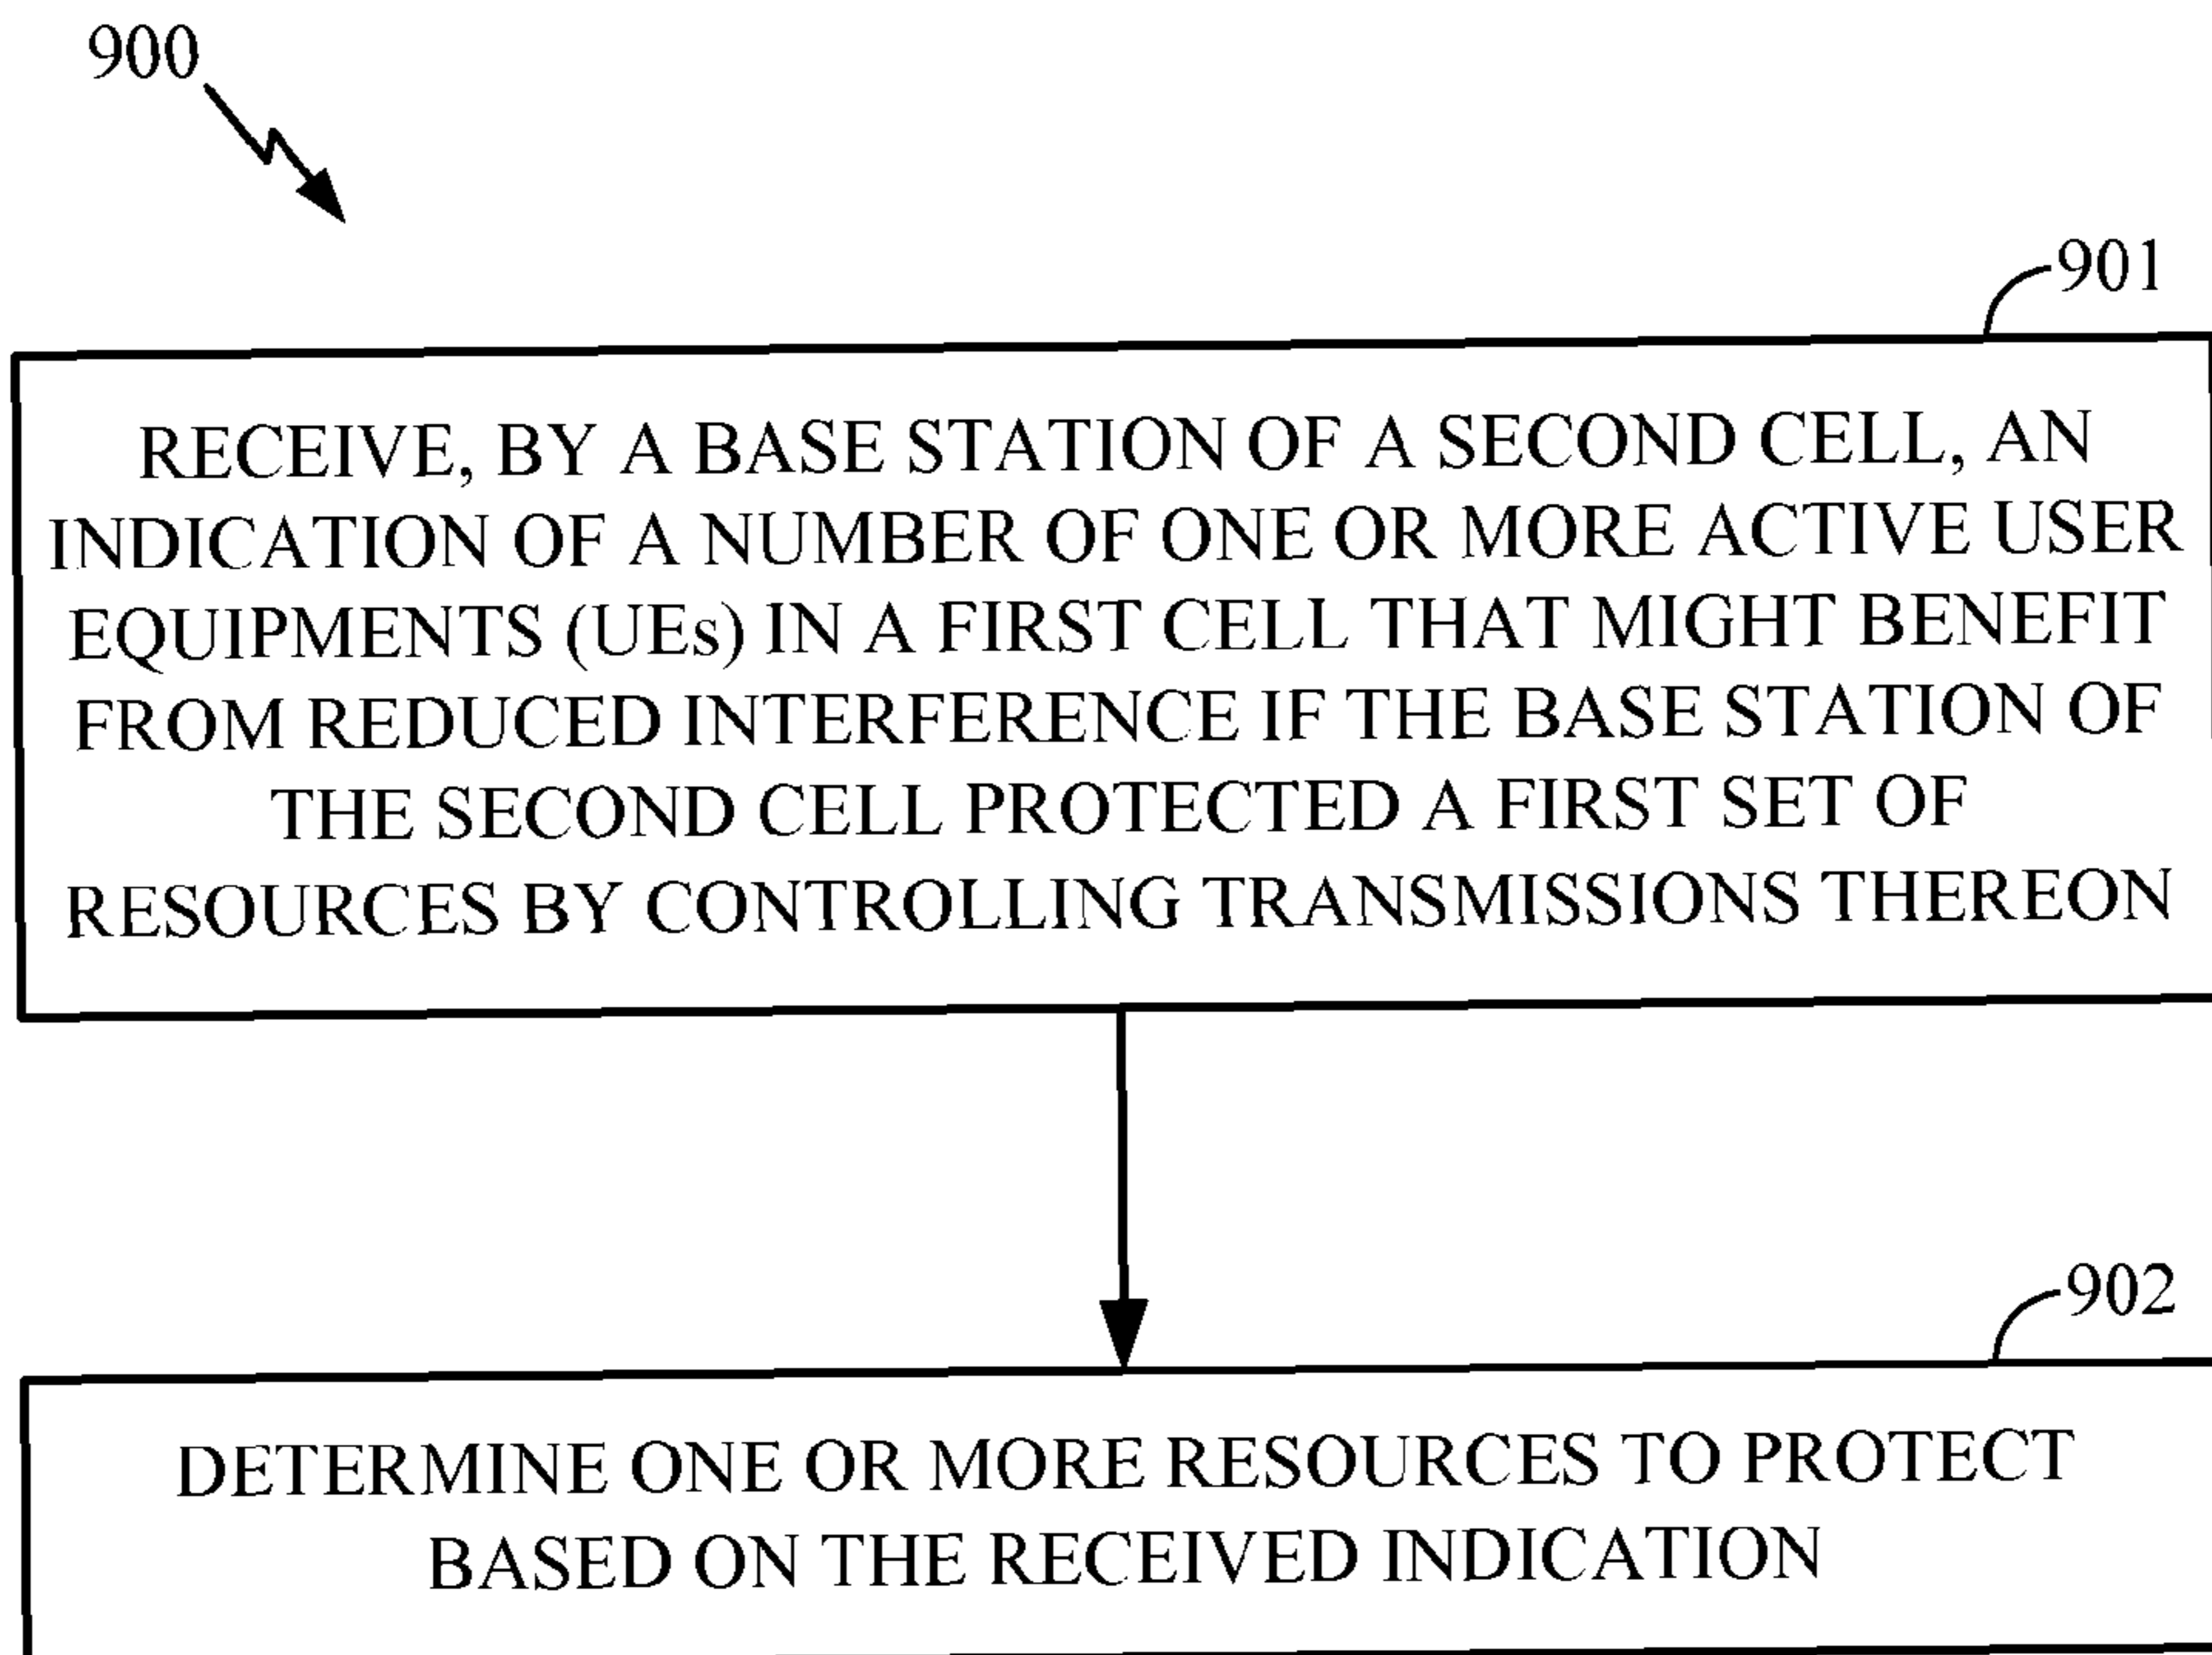 900
901
RECEIVE, BY A BASE STATION OF A SECOND CELL, AN
INDICATION OF A NUMBER OF ONE OR MORE ACTIVE USER
EQUIPMENTS (UEs) IN A FIRST CELL THAT MIGHT BENEFIT
FROM REDUCED INTERFERENCE IF THE BASE STATION OF
THE SECOND CELL PROTECTED A FIRST SET OF
RESOURCES BY CONTROLLING TRANSMISSIONS THEREON
902
DETERMINE ONE OR MORE RESOURCES TO PROTECT
BASED ON THE RECEIVED INDICATION